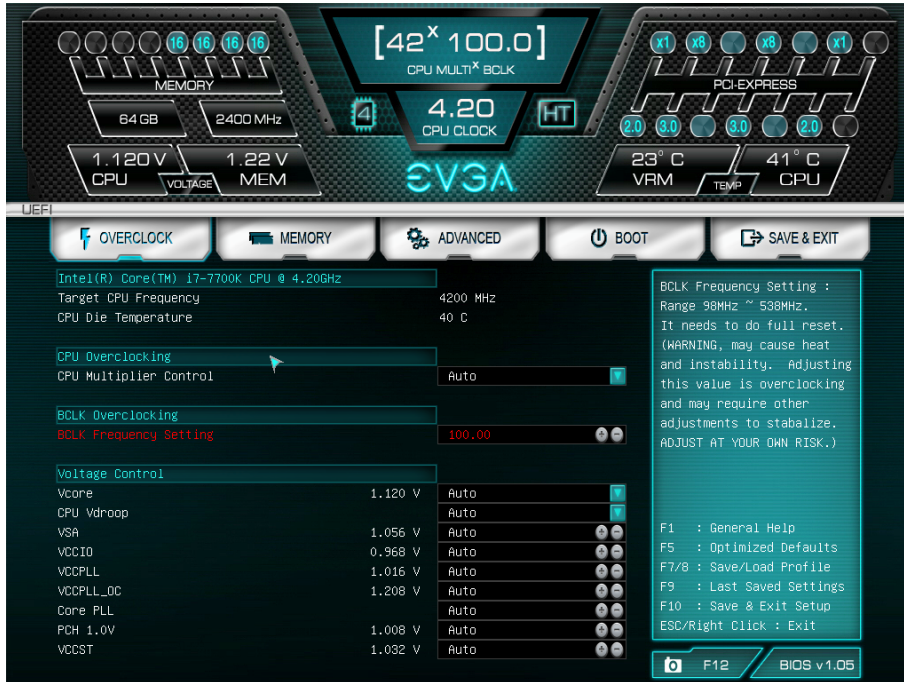 16 16 16 16
MEMORY
64GB
2400 MHz
1.120V
CPU
VOLTAGE
1.22 V
MEM
[42x 100.0]
CPU MULTIx BCLK
4
4.20
CPU CLOCK
HT
EVGA
x1 x8 x8 x1
PCI-EXPRESS
2.0 3.0 3.0 2.0
23° C
VRM
TEMP
41° C
CPU
UEFI
OVERCLOCK MEMORY ADVANCED BOOT SAVE & EXIT
Intel(R) Core(TM) i7-7700K CPU @ 4.20GHz
Target CPU Frequency 4200 MHz
CPU Die Temperature 40 C
CPU Overclocking
CPU Multiplier Control Auto
BCLK Overclocking
BCLK Frequency Setting 100.00
Voltage Control
Vcore 1.120 V Auto
CPU Vdroop Auto
VSA 1.056 V Auto
VCCIO 0.968 V Auto
VCCPLL 1.016 V Auto
VCCPLL_OC 1.208 V Auto
Core PLL Auto
PCH 1.0V 1.008 V Auto
VCCST 1.032 V Auto
BCLK Frequency Setting :
Range 98MHz ~ 538MHz.
It needs to do full reset.
(WARNING, may cause heat
and instability. Adjusting
this value is overclocking
and may require other
adjustments to stabalize.
ADJUST AT YOUR OWN RISK.)
F1 : General Help
F5 : Optimized Defaults
F7/8 : Save/Load Profile
F9 : Last Saved Settings
F10 : Save & Exit Setup
ESC/Right Click : Exit
F12
BIOS v1.05